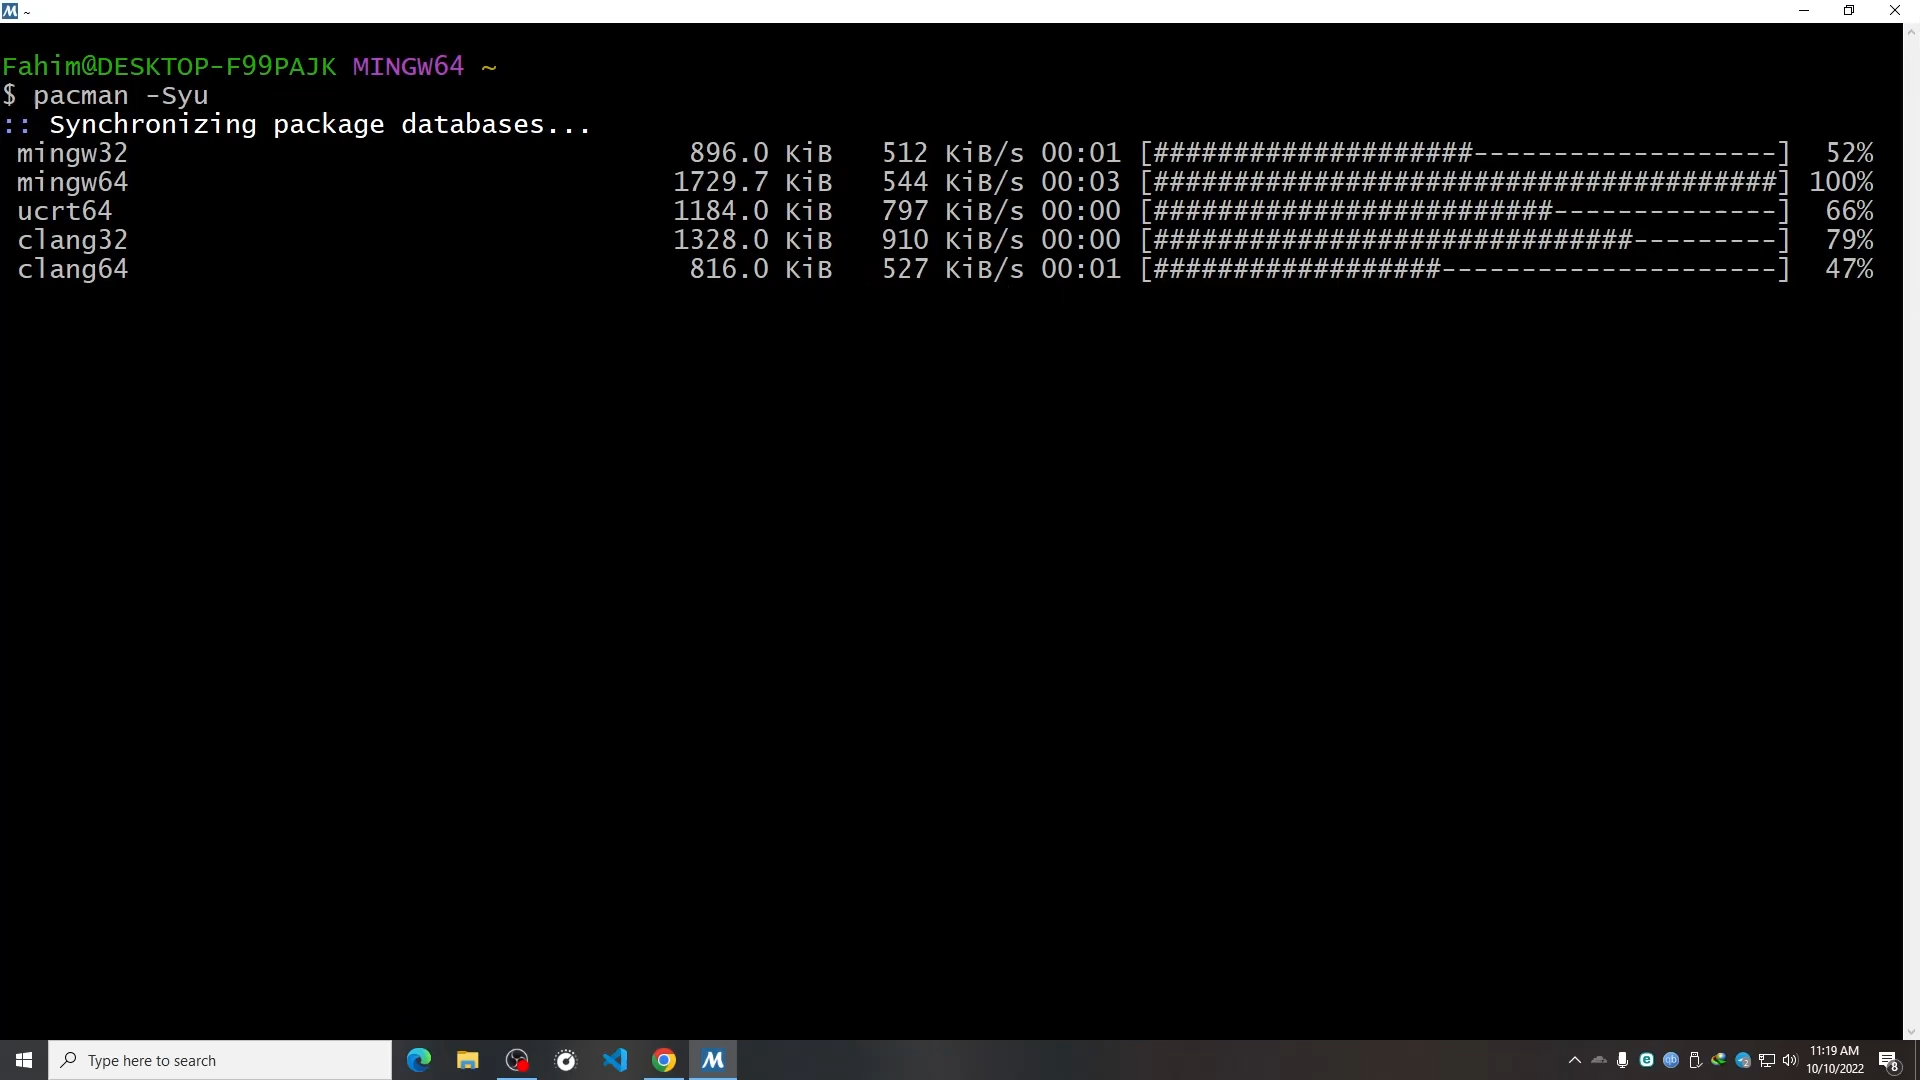 ~
Fahim@DESKTOP-F99PAJK MINGW64 ~
$ pacman -Syu
:: Synchronizing package databases...
mingw32 896.0 KiB 512 KiB/s 00:01 [####################-------------------] 52%
mingw64 1729.7 KiB 544 KiB/s 00:03 [#######################################] 100%
ucrt64 1184.0 KiB 797 KiB/s 00:00 [#########################--------------] 66%
clang32 1328.0 KiB 910 KiB/s 00:00 [##############################---------] 79%
clang64 816.0 KiB 527 KiB/s 00:01 [##################---------------------] 47%
Type here to search
11:19 AM
10/10/2022
8